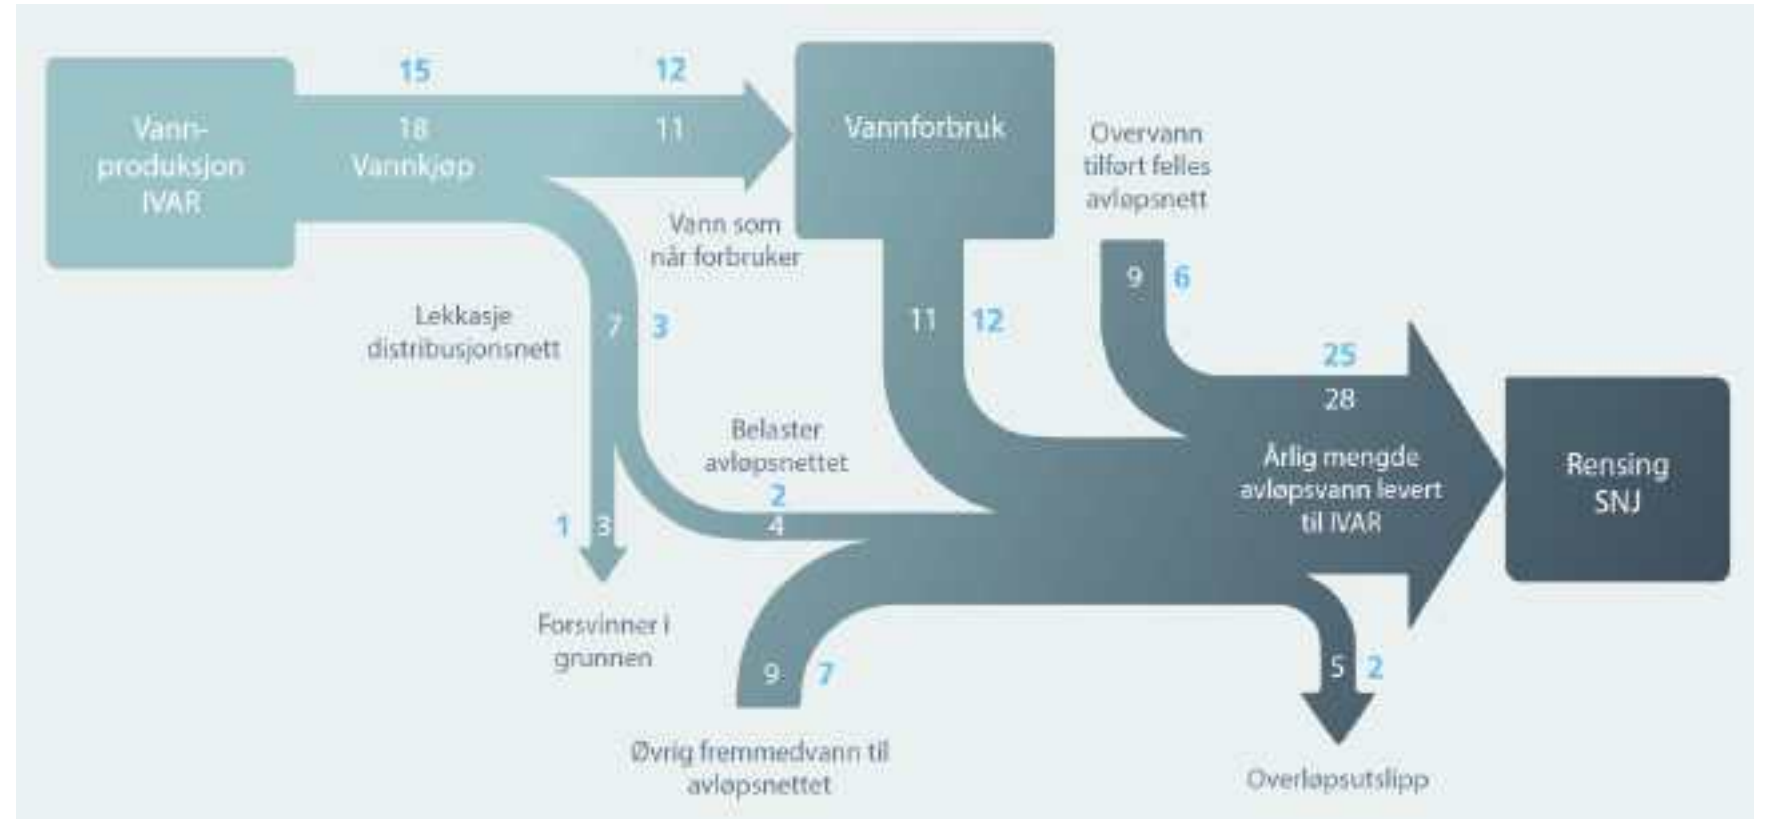 Vann-
produksjon
IVAR
15
18
Vannkjøp
12
11
Vannforbruk
Vann som
når forbruker
Overvann
tilført felles
avløpsnett
9 6
Lekkasje
distribusjonsnett
7 3
11 12
Belaster
avløpsnettet
2
4
1 3
Forsvinner i
grunnen
9 7
Øvrig fremmedvann til
avløpsnettet
25
28
Årlig mengde
avløpsvann levert
til IVAR
5 2
Overløpsutslipp
Rensing
SNJ